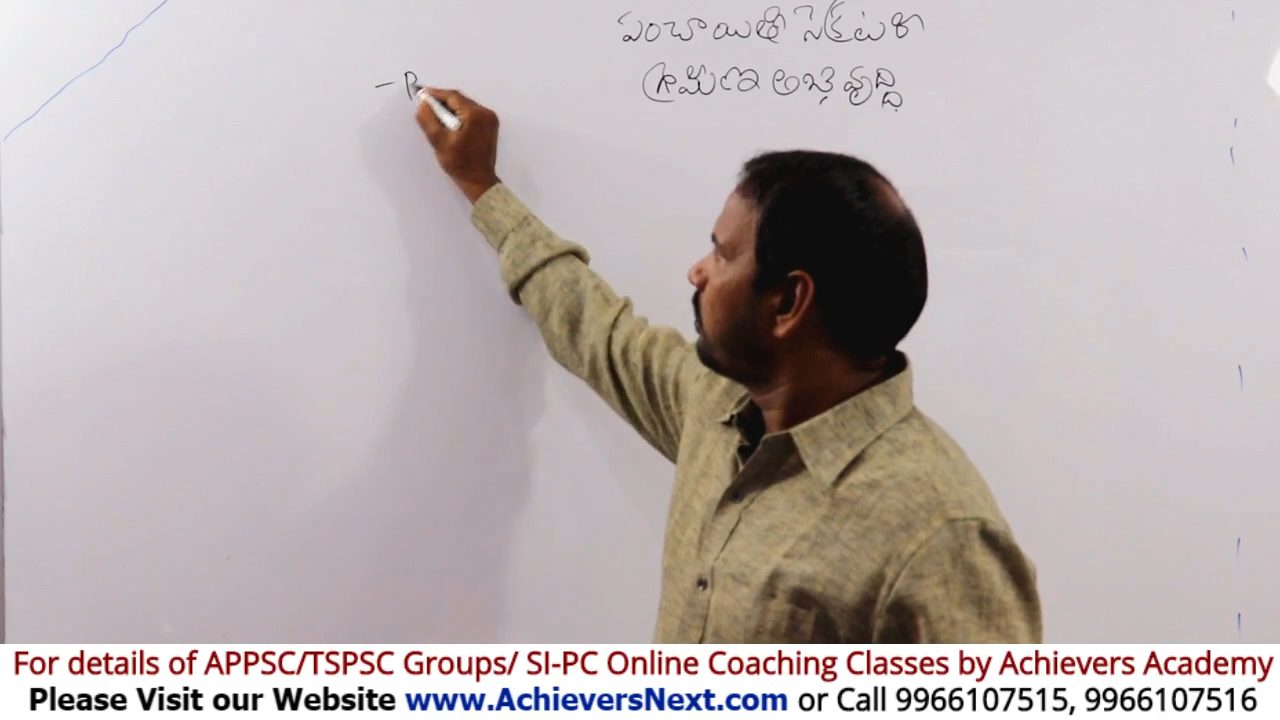 పంచాయితీ సెక్రటరీ
గ్రామీణ అభివృద్ధి
For details of APPSC/TSPSC Groups/ SI-PC Online Coaching Classes by Achievers Academy
Please Visit our Website www.AchieversNext.com or Call 9966107515, 9966107516